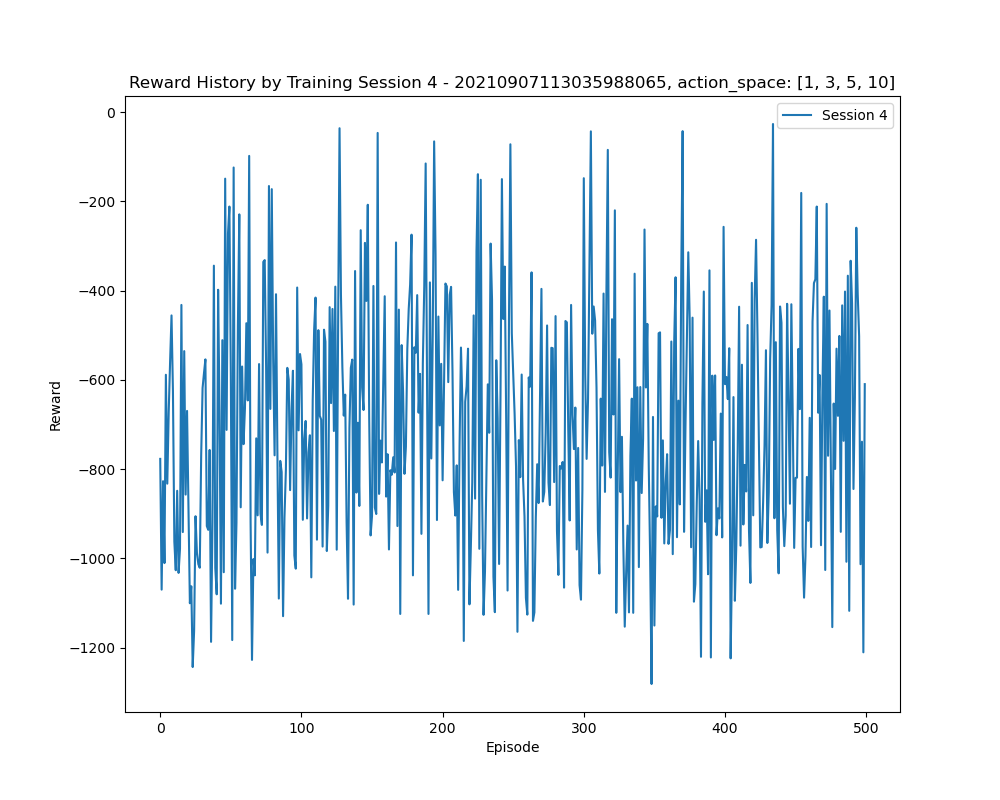 Reward History by Training Session 4 - 20210907113035988065, action_space: [1, 3, 5, 10]
Session 4
0
−200
−400
−600
−800
−1000
−1200
Reward
0 100 200 300 400 500
Episode